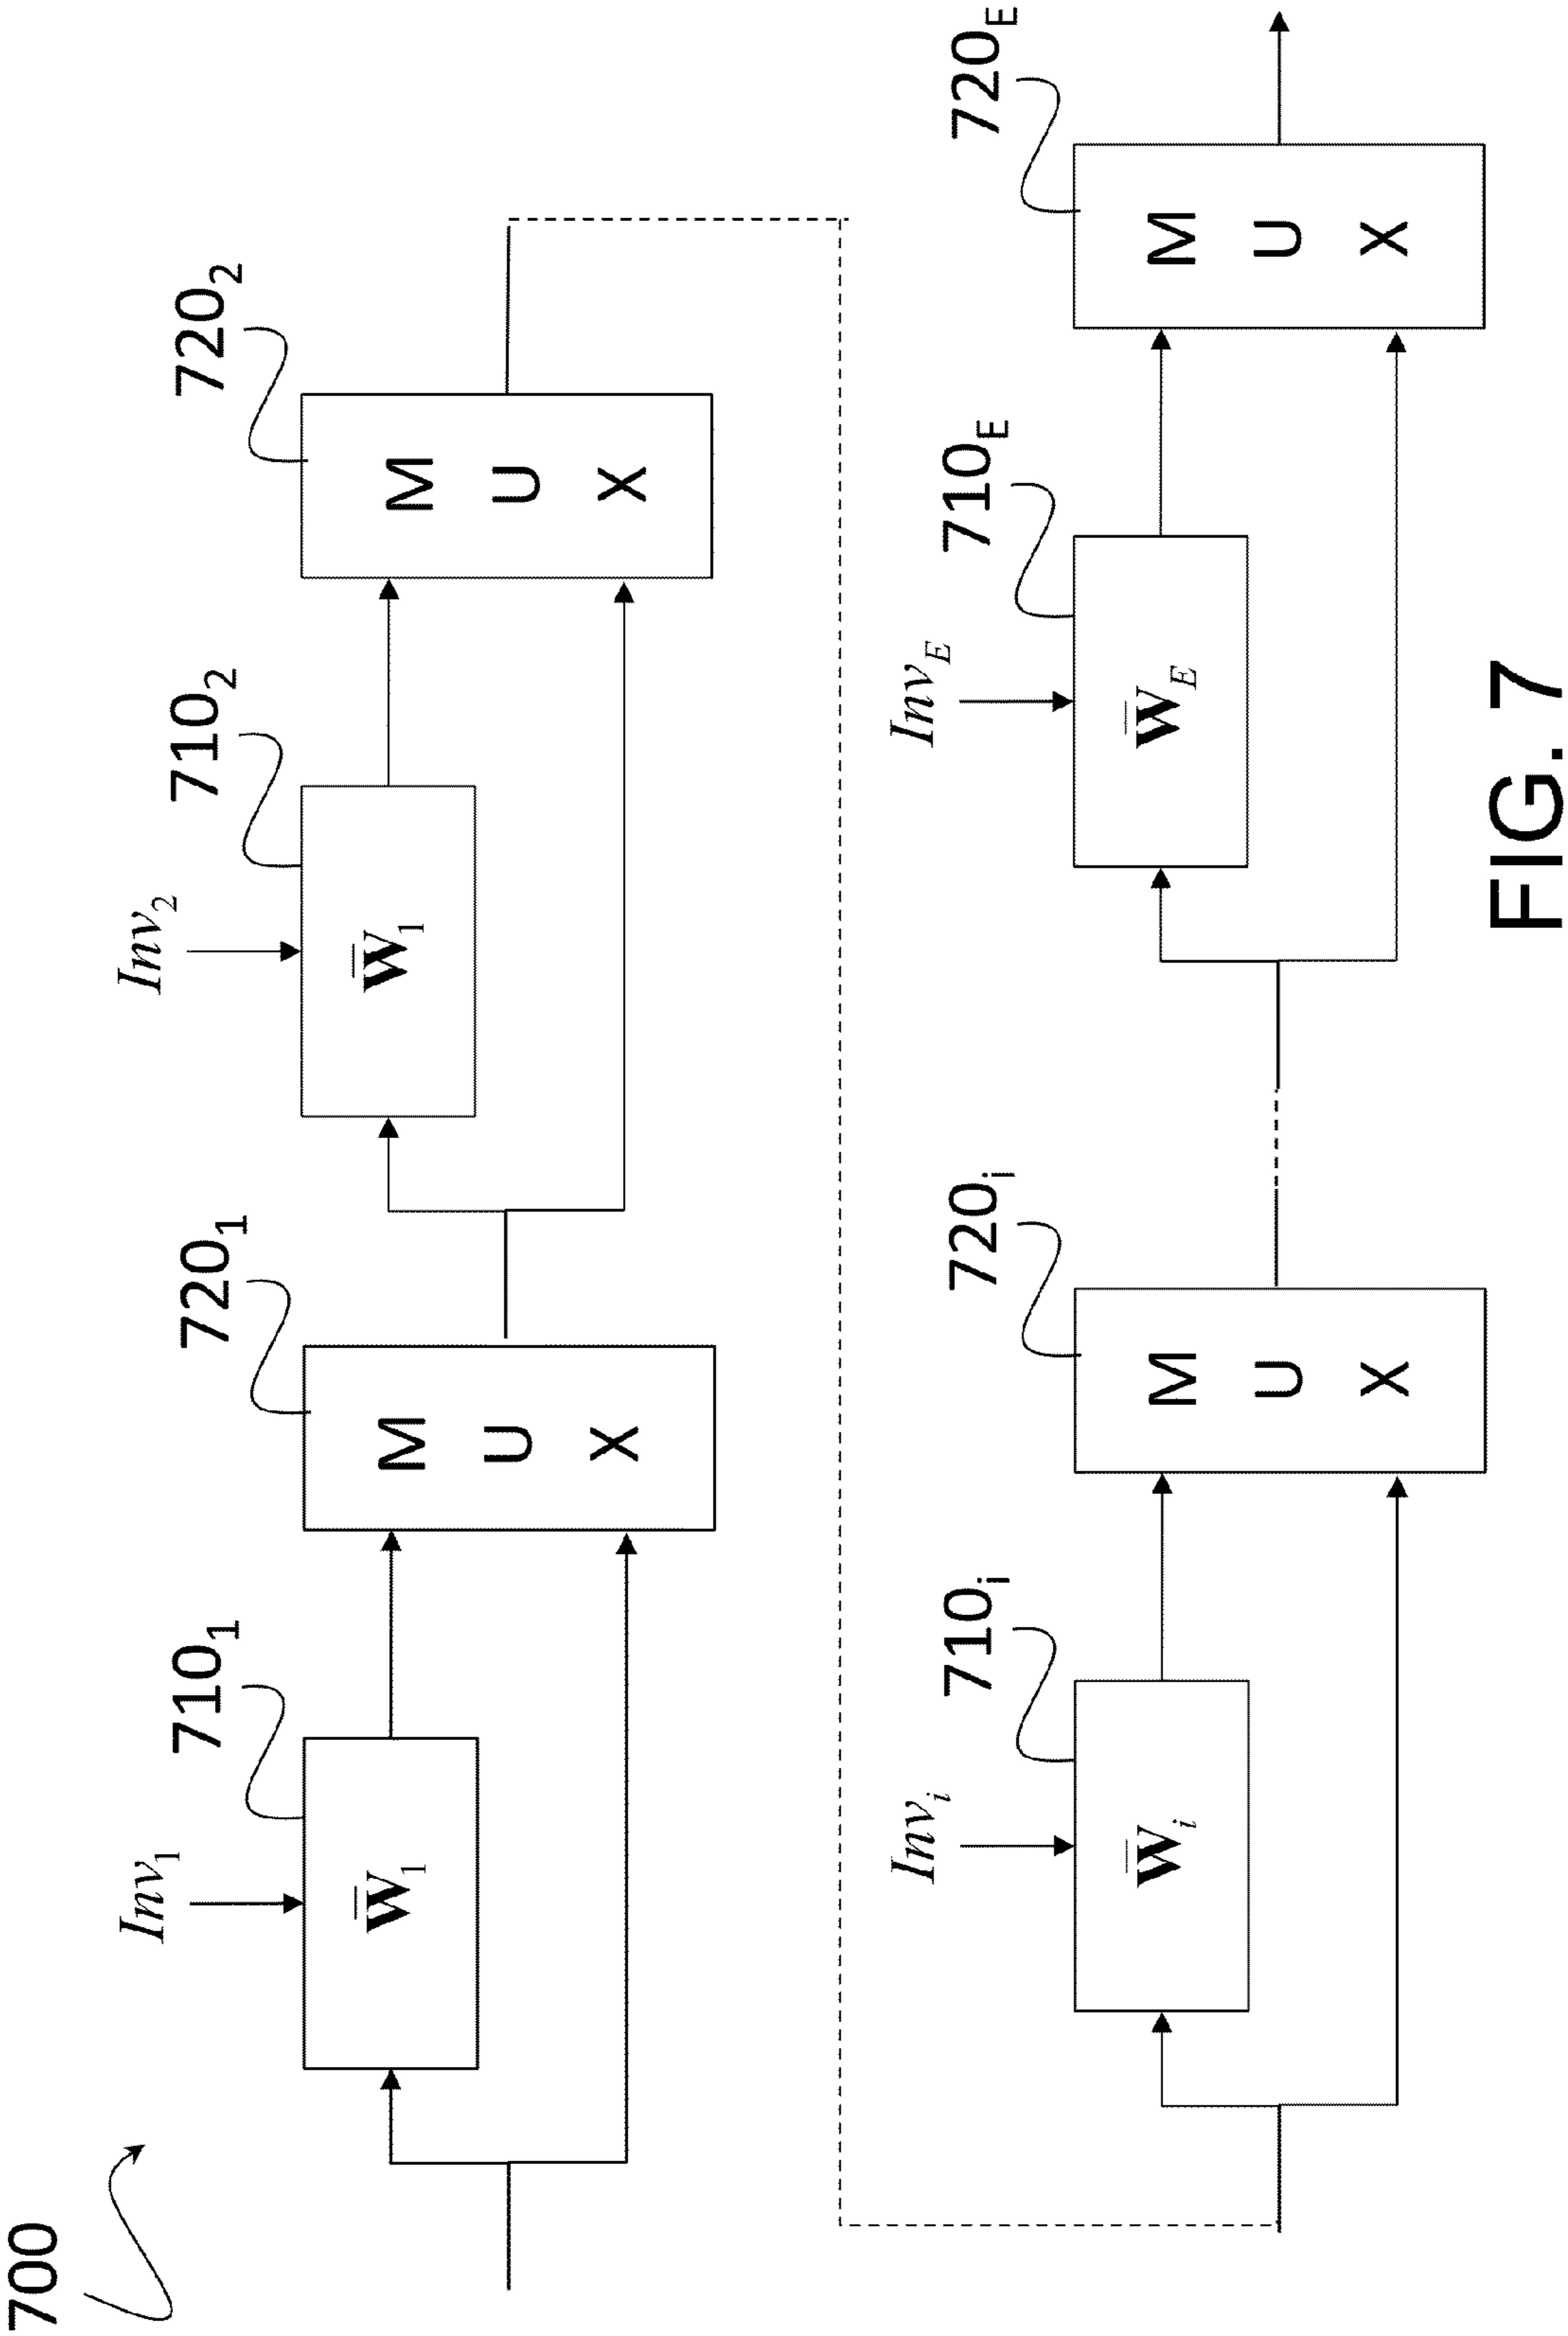 700
Inv₁
710₁
W̄₁
720₁
M
U
X
Inv₂
710₂
W̄₁
720₂
M
U
X
Invᵢ
710ᵢ
W̄ᵢ
720ᵢ
M
U
X
Inv_E
710_E
W̄_E
720_E
M
U
X
FIG. 7